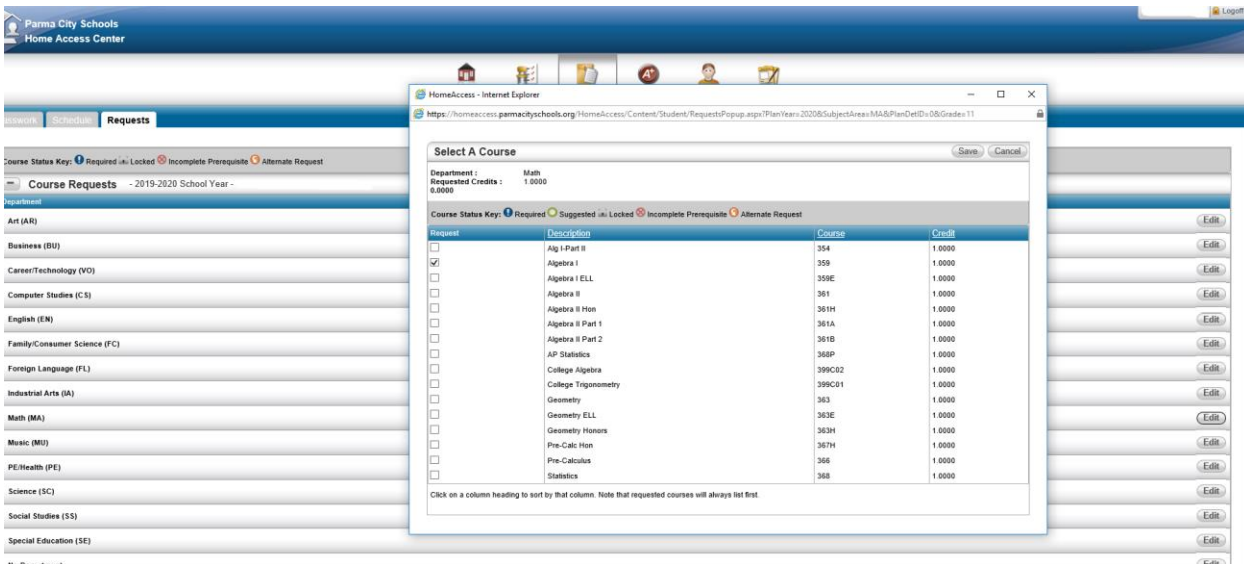 Logoff
Parma City Schools
Home Access Center
A+
Schedule Requests
Course Status Key: Required Locked Incomplete Prerequisite Alternate Request
Course Requests - 2019-2020 School Year -
Department
Art (AR) Edit
Business (BU) Edit
Career/Technology (VO) Edit
Computer Studies (CS) Edit
English (EN) Edit
Family/Consumer Science (FC) Edit
Foreign Language (FL) Edit
Industrial Arts (IA) Edit
Math (MA) Edit
Music (MU) Edit
PE/Health (PE) Edit
Science (SC) Edit
Social Studies (SS) Edit
Special Education (SE) Edit
Edit
HomeAccess - Internet Explorer
https://homeaccess.parmacityschools.org/HomeAccess/Content/Student/RequestsPopup.aspx?PlanYear=2020&SubjectArea=MA&PlanDetID=0&Grade=11
Select A Course Save Cancel
Department : Math
Requested Credits : 1.0000
0.0000
Course Status Key: Required Suggested Locked Incomplete Prerequisite Alternate Request
Request Description Course Credit
Alg I-Part II 354 1.0000
Algebra I 359 1.0000
Algebra I ELL 359E 1.0000
Algebra II 361 1.0000
Algebra II Hon 361H 1.0000
Algebra II Part 1 361A 1.0000
Algebra II Part 2 361B 1.0000
AP Statistics 368P 1.0000
College Algebra 399C02 1.0000
College Trigonometry 399C01 1.0000
Geometry 363 1.0000
Geometry ELL 363E 1.0000
Geometry Honors 363H 1.0000
Pre-Calc Hon 367H 1.0000
Pre-Calculus 366 1.0000
Statistics 368 1.0000
Click on a column heading to sort by that column. Note that requested courses will always list first.